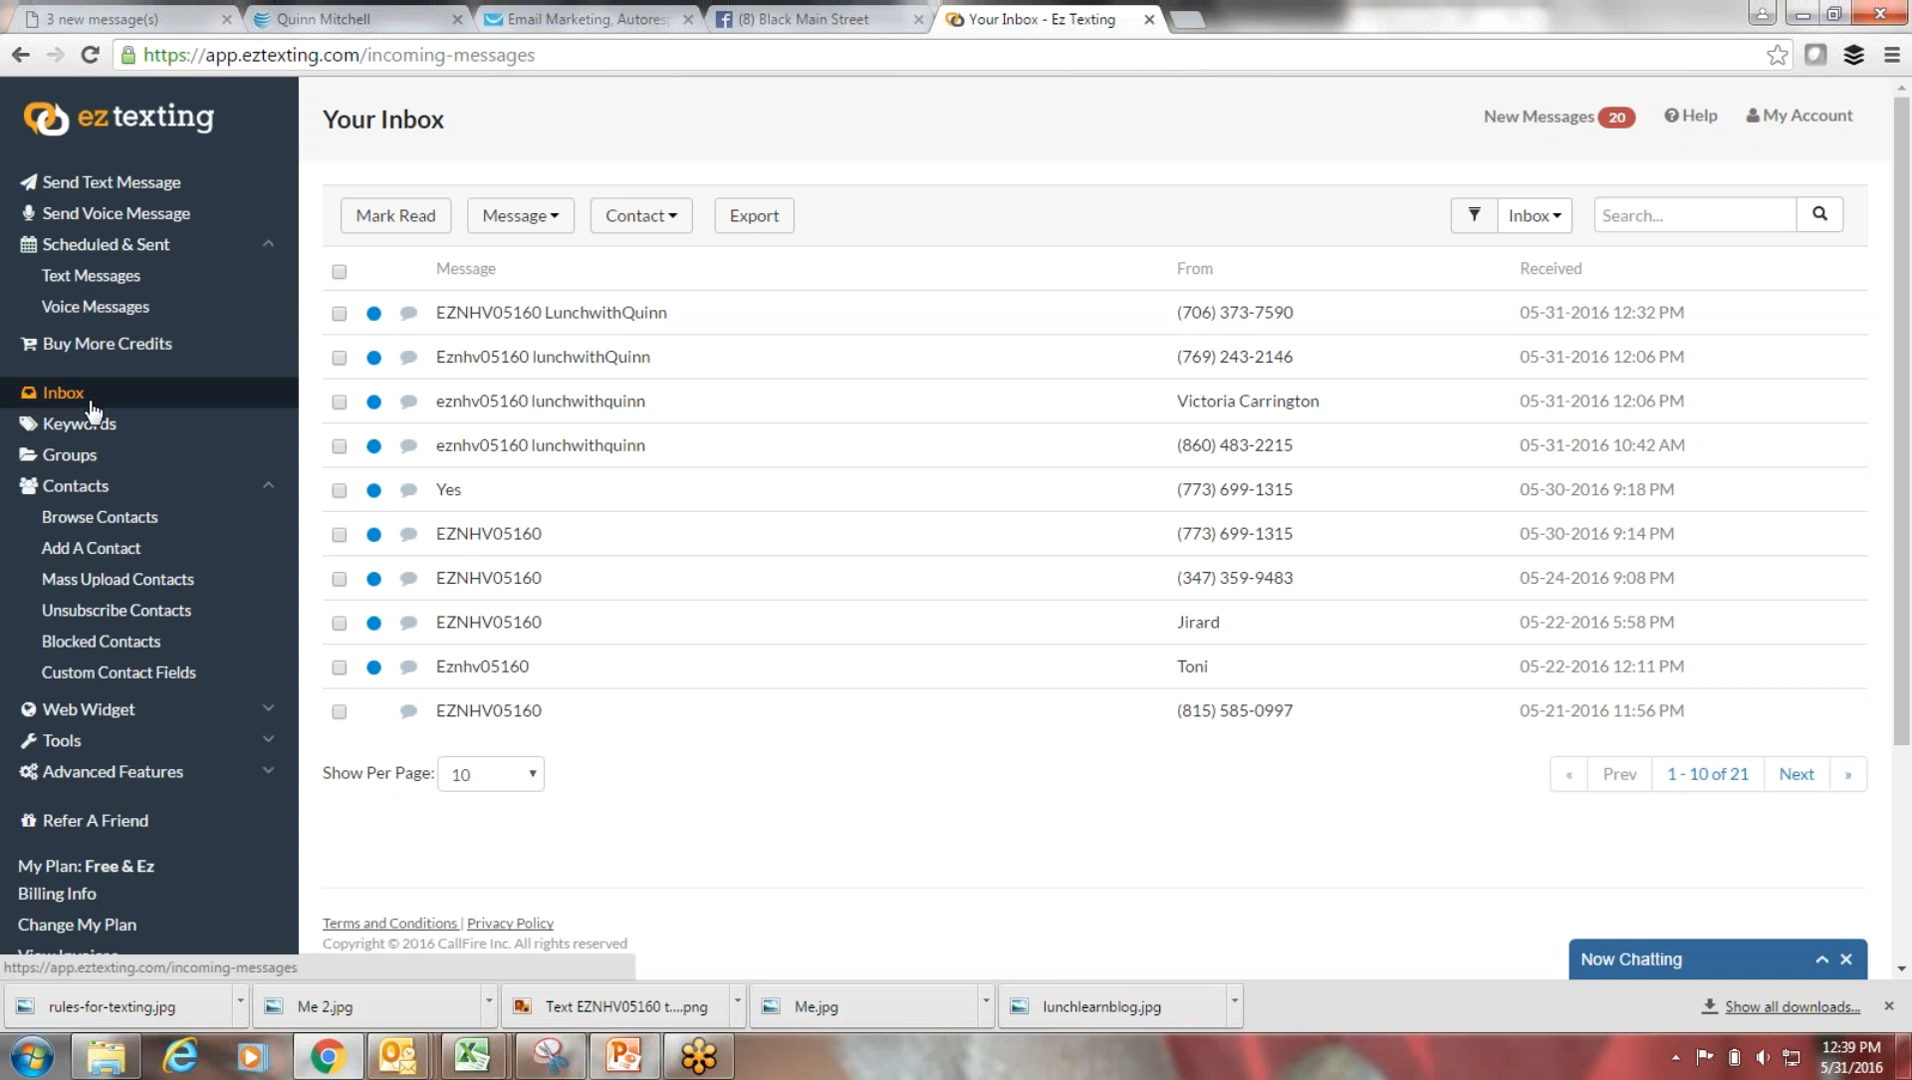 3 new message(s)
Quinn Mitchell
Email Marketing, Autores
(8) Black Main Street
Your Inbox - Ez Texting
https://app.eztexting.com/incoming-messages
ez texting
Your Inbox
New Messages 20
Help
My Account
Send Text Message
Send Voice Message
Scheduled & Sent
Text Messages
Voice Messages
Buy More Credits
Inbox
Keywords
Groups
Contacts
Browse Contacts
Add A Contact
Mass Upload Contacts
Unsubscribe Contacts
Blocked Contacts
Custom Contact Fields
Web Widget
Tools
Advanced Features
Refer A Friend
My Plan: Free & Ez
Billing Info
Change My Plan
Mark Read
Message
Contact
Export
Inbox
Search...
Message From Received
EZNHV05160 LunchwithQuinn (706) 373-7590 05-31-2016 12:32 PM
Eznhv05160 lunchwithQuinn (769) 243-2146 05-31-2016 12:06 PM
eznhv05160 lunchwithquinn Victoria Carrington 05-31-2016 12:06 PM
eznhv05160 lunchwithquinn (860) 483-2215 05-31-2016 10:42 AM
Yes (773) 699-1315 05-30-2016 9:18 PM
EZNHV05160 (773) 699-1315 05-30-2016 9:14 PM
EZNHV05160 (347) 359-9483 05-24-2016 9:08 PM
EZNHV05160 Jirard 05-22-2016 5:58 PM
Eznhv05160 Toni 05-22-2016 12:11 PM
EZNHV05160 (815) 585-0997 05-21-2016 11:56 PM
Show Per Page: 10
« Prev 1 - 10 of 21 Next »
Terms and Conditions | Privacy Policy
Copyright © 2016 CallFire Inc. All rights reserved
Now Chatting
https://app.eztexting.com/incoming-messages
rules-for-texting.jpg
Me 2.jpg
Text EZNHV05160 t....png
Me.jpg
lunchlearnblog.jpg
Show all downloads...
12:39 PM
5/31/2016